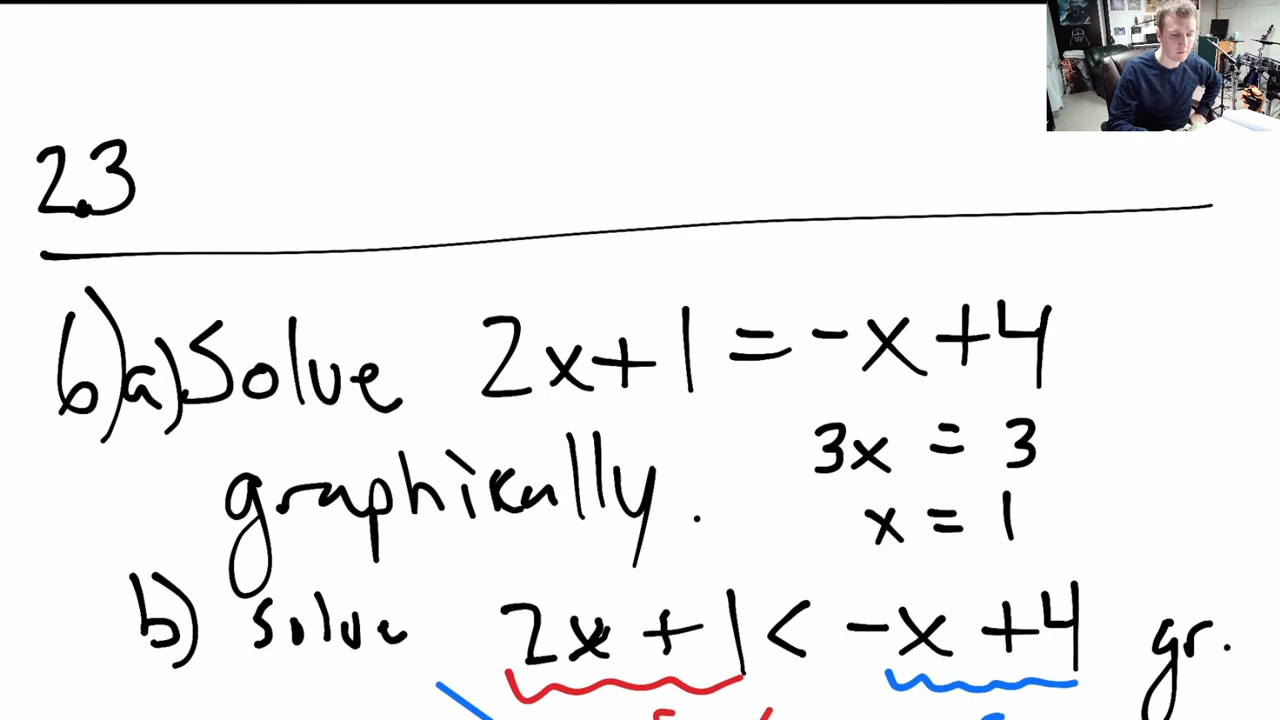 2.3
6)a) Solve 2x+1 = -x+4
graphically. 3x = 3
x = 1
b) solve 2x+1 < -x+4 gr.